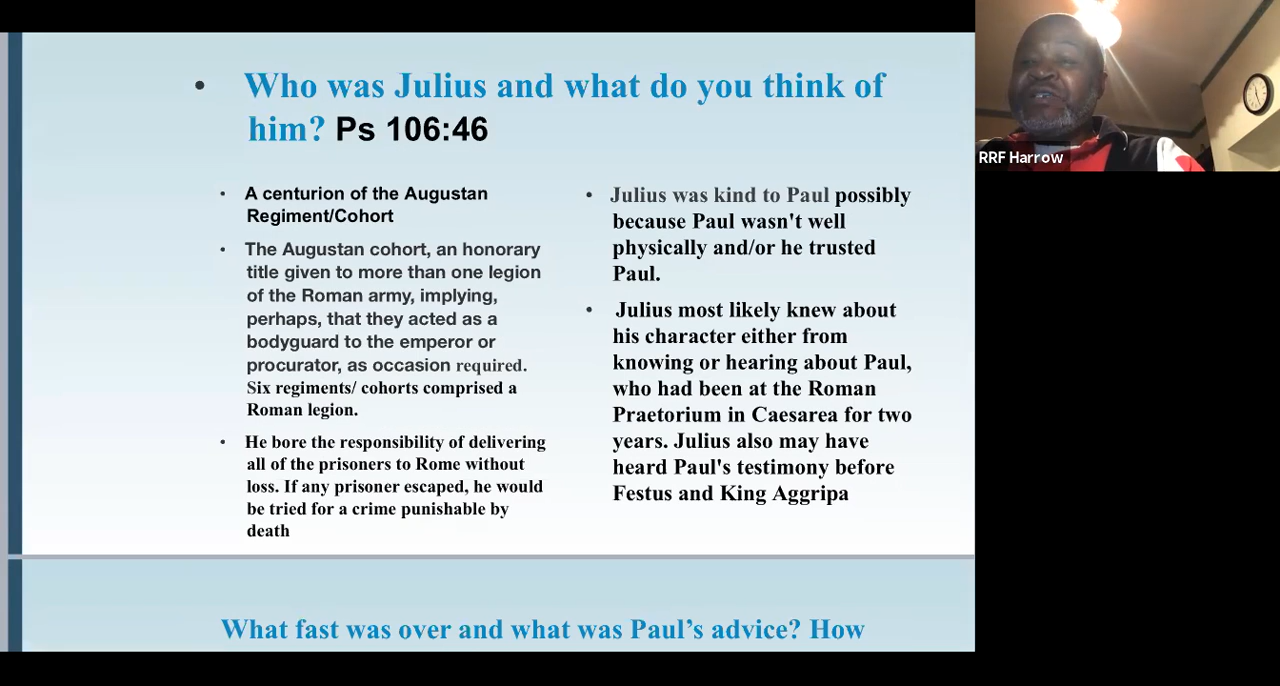 • Who was Julius and what do you think of
him? Ps 106:46
• A centurion of the Augustan
Regiment/Cohort
• The Augustan cohort, an honorary
title given to more than one legion
of the Roman army, implying,
perhaps, that they acted as a
bodyguard to the emperor or
procurator, as occasion required.
Six regiments/ cohorts comprised a
Roman legion.
• He bore the responsibility of delivering
all of the prisoners to Rome without
loss. If any prisoner escaped, he would
be tried for a crime punishable by
death
• Julius was kind to Paul possibly
because Paul wasn't well
physically and/or he trusted
Paul.
• Julius most likely knew about
his character either from
knowing or hearing about Paul,
who had been at the Roman
Praetorium in Caesarea for two
years. Julius also may have
heard Paul's testimony before
Festus and King Aggripa
What fast was over and what was Paul’s advice? How
RRF Harrow